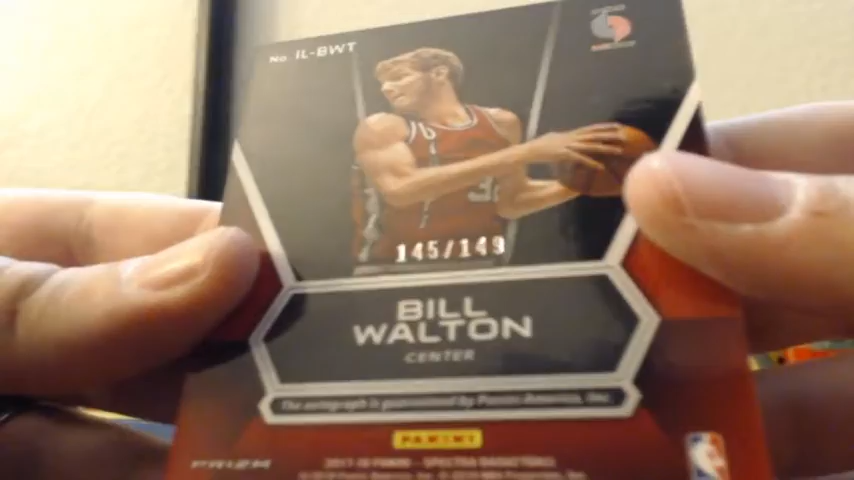 No. IL-BWT
32
145/149
BILL
WALTON
CENTER
The autograph is guaranteed by Panini America, Inc.
PANINI
PRIZM
2017-18 PANINI - SPECTRA BASKETBALL